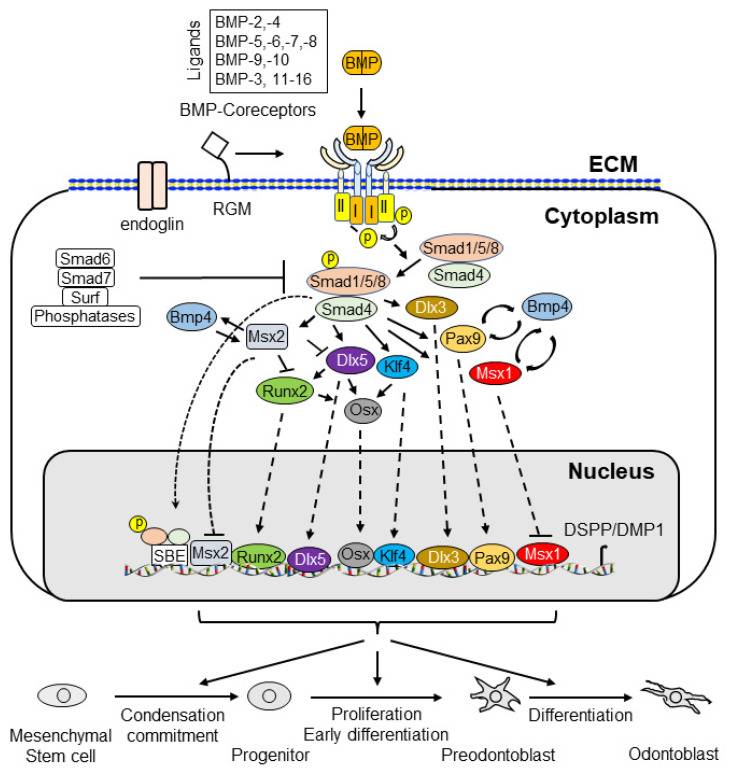 Ligands
BMP-2,-4
BMP-5,-6,-7,-8
BMP-9,-10
BMP-3, 11-16
BMP
BMP-Coreceptors
BMP
ECM
endoglin
RGM
II
I
I
II
P
P
Cytoplasm
Smad1/5/8
Smad4
Smad6
Smad7
Surf
Phosphatases
P
Smad1/5/8
Smad4
Dlx3
Bmp4
Bmp4
Msx2
Pax9
Dlx5
Klf4
Msx1
Runx2
Osx
Nucleus
P
DSPP/DMP1
SBE
Msx2
Runx2
Dlx5
Osx
Klf4
Dlx3
Pax9
Msx1
Mesenchymal
Stem cell
Condensation
commitment
Progenitor
Proliferation
Early differentiation
Preodontoblast
Differentiation
Odontoblast